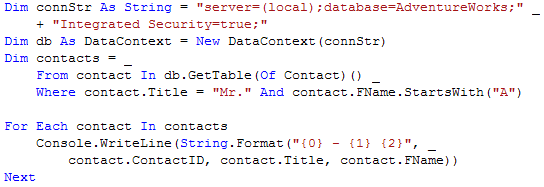 Dim connStr As String = "server=(local);database=AdventureWorks;" _
    + "Integrated Security=true;"
Dim db As DataContext = New DataContext(connStr)
Dim contacts = _
    From contact In db.GetTable(Of Contact)() _
    Where contact.Title = "Mr." And contact.FName.StartsWith("A")

For Each contact In contacts
    Console.WriteLine(String.Format("{0} - {1} {2}", _
        contact.ContactID, contact.Title, contact.FName))
Next